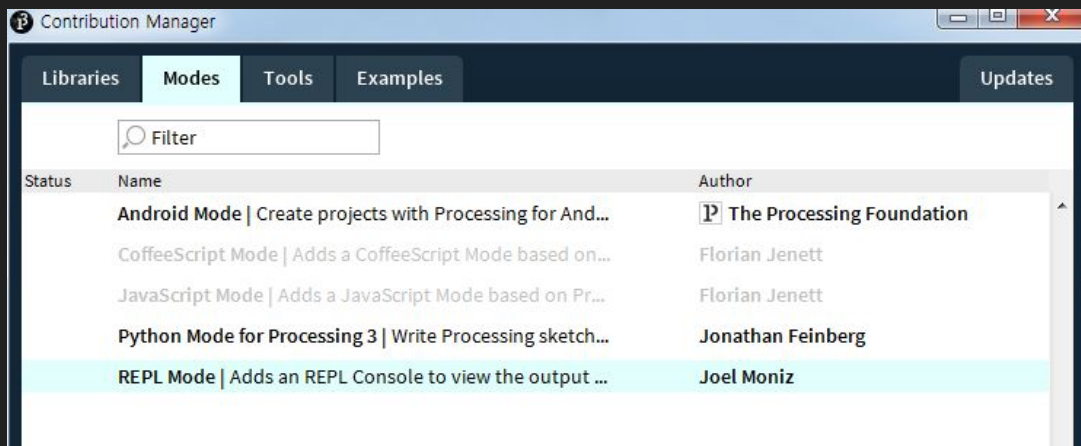 Contribution Manager
Libraries Modes Tools Examples Updates
Filter
Status Name Author
Android Mode | Create projects with Processing for And... The Processing Foundation
CoffeeScript Mode | Adds a CoffeeScript Mode based on... Florian Jenett
JavaScript Mode | Adds a JavaScript Mode based on Pr... Florian Jenett
Python Mode for Processing 3 | Write Processing sketch... Jonathan Feinberg
REPL Mode | Adds an REPL Console to view the output ... Joel Moniz